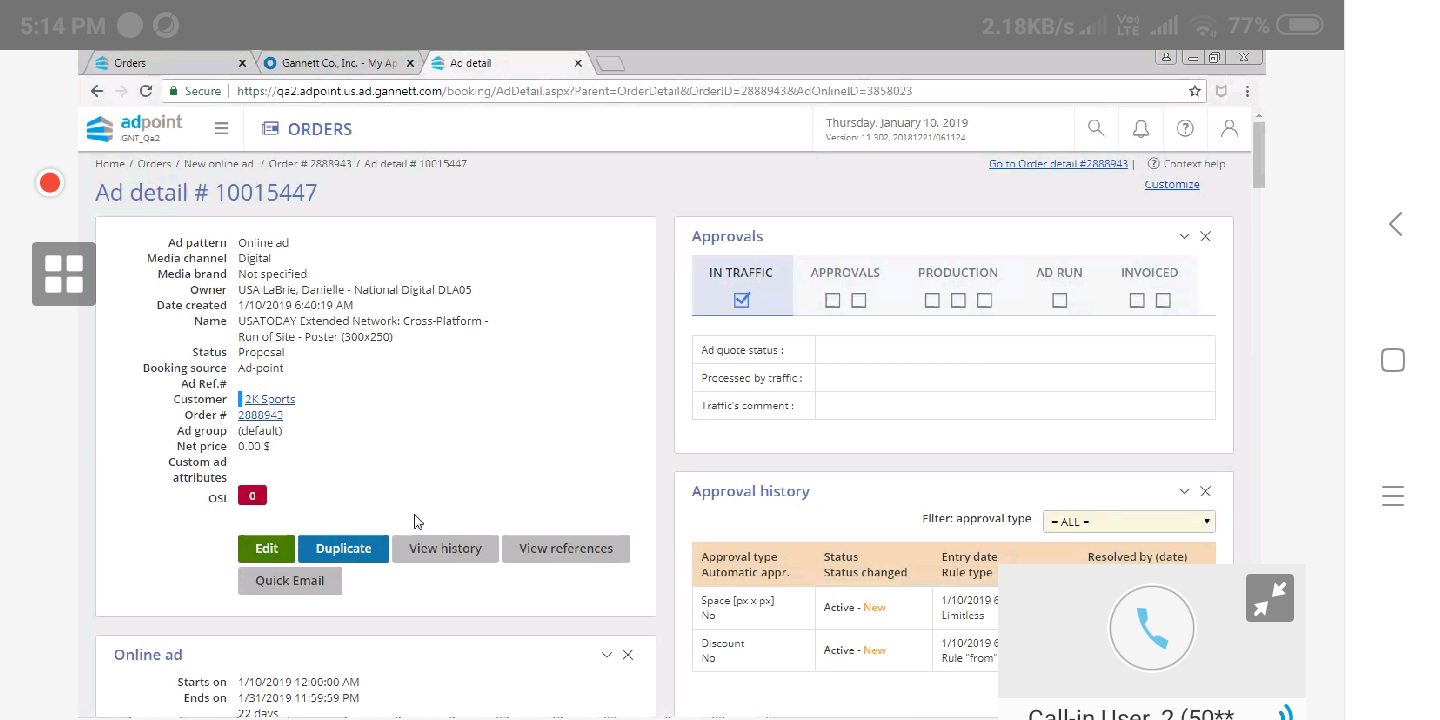 5:14 PM 2.18KB/s Vo) LTE 77%
Orders Gannett Co., Inc. - My Ap Ad detail
Secure https://qa2.adpoint.us.ad.gannett.com/booking/AdDetail.aspx?Parent=OrderDetail&OrderID=2888943&AdOnlineID=3858023
adpoint
GNT_Qa2
ORDERS
Thursday, January 10, 2019
Version: 11.302, 20181221/061124
Home / Orders / New online ad / Order # 2888943 / Ad detail # 10015447
Go to Order detail #2888943 | Context help
Customize
Ad detail # 10015447
Ad pattern Online ad
Media channel Digital
Media brand Not specified
Owner USA LaBrie, Danielle - National Digital DLA05
Date created 1/10/2019 6:40:19 AM
Name USATODAY Extended Network: Cross-Platform -
Run of Site - Poster (300x250)
Status Proposal
Booking source Ad-point
Ad Ref.#
Customer 2K Sports
Order # 2888943
Ad group (default)
Net price 0.00 $
Custom ad
attributes
OSI 0
Edit Duplicate View history View references
Quick Email
Online ad
Starts on 1/10/2019 12:00:00 AM
Ends on 1/31/2019 11:59:59 PM
22 days
Approvals
IN TRAFFIC APPROVALS PRODUCTION AD RUN INVOICED
Ad quote status :
Processed by traffic :
Traffic's comment :
Approval history
Filter: approval type = ALL =
Approval type Status Entry date Resolved by (date)
Automatic appr. Status changed Rule type
Space [px x px] Active - New 1/10/2019 6
No Limitless
Discount Active - New 1/10/2019 6
No Rule "from"
Call-in User_2 (50**